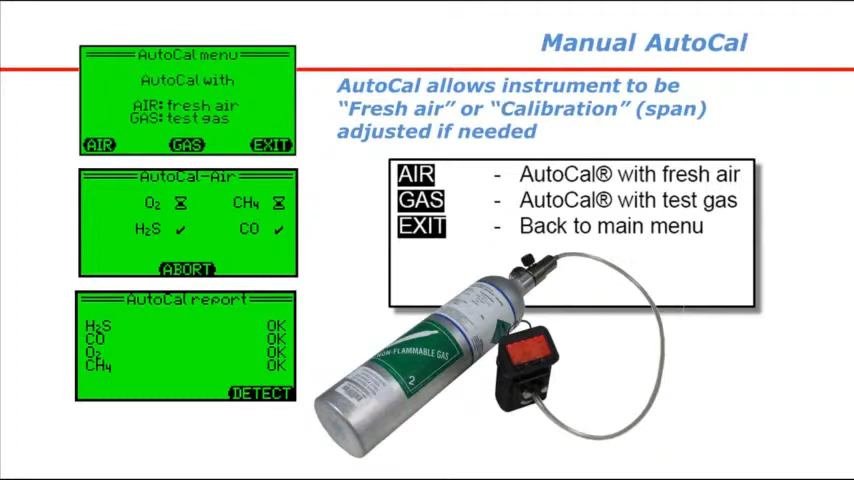 Manual AutoCal
AutoCal menu
AutoCal with
AIR: fresh air
GAS: test gas
AIR GAS EXIT
AutoCal allows instrument to be
“Fresh air” or “Calibration” (span)
adjusted if needed
AutoCal-Air
O₂ CH₄
H₂S ✓ CO ✓
ABORT
AIR - AutoCal® with fresh air
GAS - AutoCal® with test gas
EXIT - Back to main menu
AutoCal report
H₂S OK
CO OK
O₂ OK
CH₄ OK
DETECT
NON-FLAMMABLE GAS
2